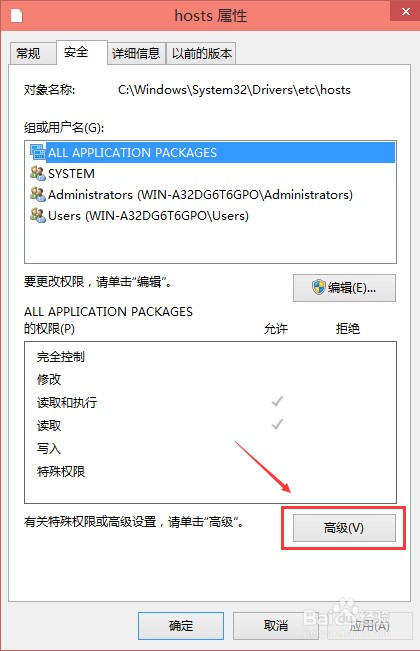 hosts 属性
常规 安全 详细信息 以前的版本
对象名称: C:\Windows\System32\Drivers\etc\hosts
组或用户名(G):
ALL APPLICATION PACKAGES
SYSTEM
Administrators (WIN-A32DG6T6GPO\Administrators)
Users (WIN-A32DG6T6GPO\Users)
要更改权限，请单击“编辑”。 编辑(E)...
ALL APPLICATION PACKAGES
的权限(P) 允许 拒绝
完全控制
修改
读取和执行
读取
写入
特殊权限
有关特殊权限或高级设置，请单击“高级”。 高级(V)
确定 取消 应用(A)
Baidu经验